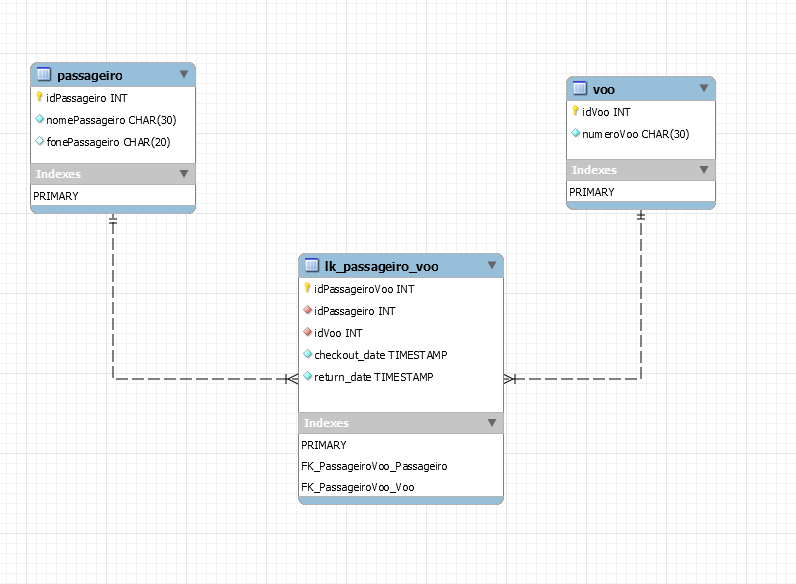 passageiro
idPassageiro INT
nomePassageiro CHAR(30)
fonePassageiro CHAR(20)
Indexes
PRIMARY
voo
idVoo INT
numeroVoo CHAR(30)
Indexes
PRIMARY
lk_passageiro_voo
idPassageiroVoo INT
idPassageiro INT
idVoo INT
checkout_date TIMESTAMP
return_date TIMESTAMP
Indexes
PRIMARY
FK_PassageiroVoo_Passageiro
FK_PassageiroVoo_Voo